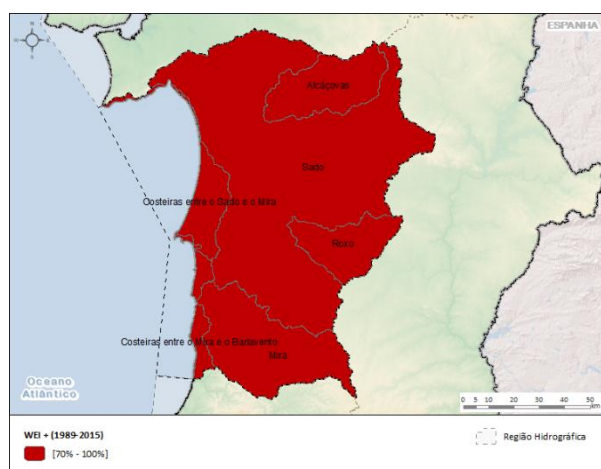 ESPANHA
Alcáçovas
Sado
Costeiras entre o Sado e o Mira
Roxo
Costeiras entre o Mira e o Barlavento
Mira
Oceano
Atlântico
0 5 10 20 30 40 50
km
WEI + (1989-2015)
[70% - 100%]
Região Hidrográfica